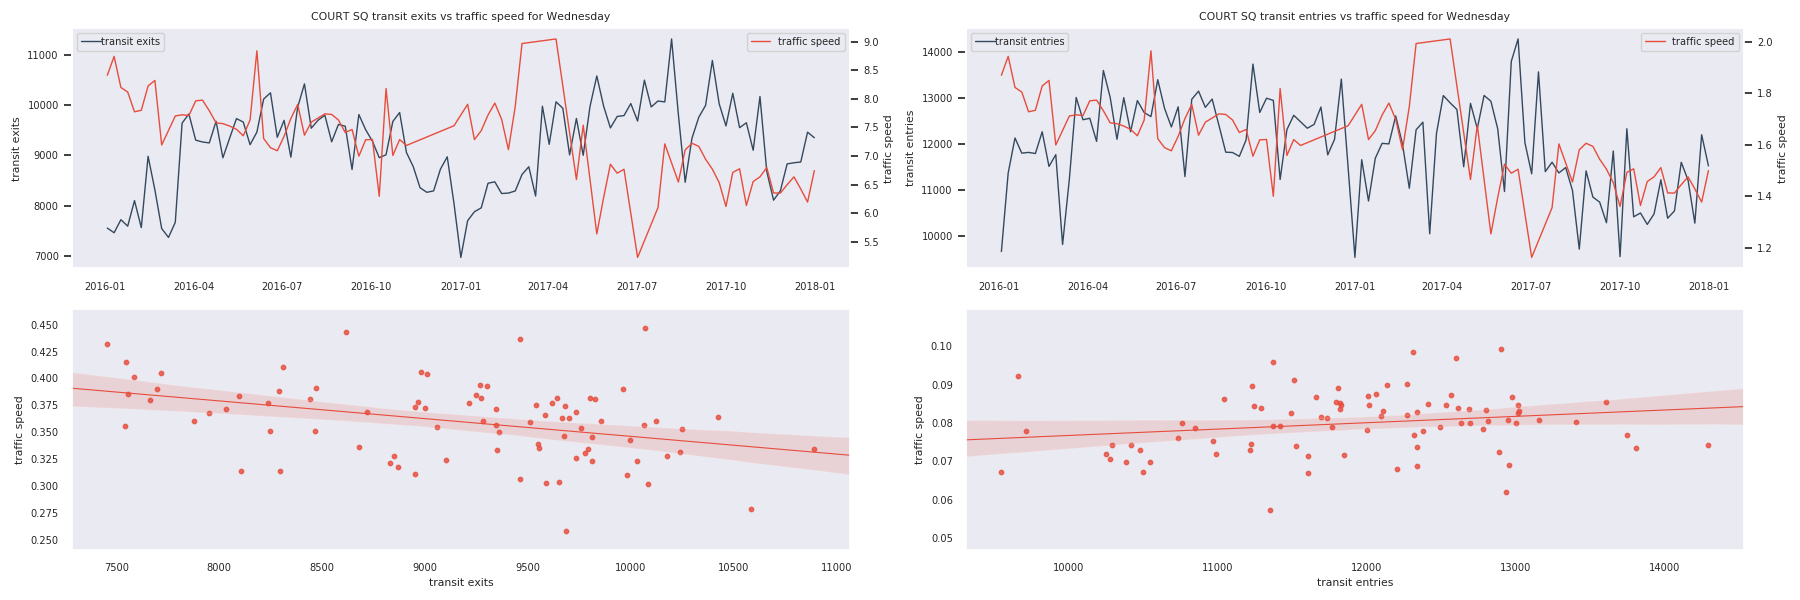 COURT SQ transit exits vs traffic speed for Wednesday
transit exits
traffic speed
11000
10000
9000
8000
7000
transit exits
9.0
8.5
8.0
7.5
7.0
6.5
6.0
5.5
traffic speed
2016-01 2016-04 2016-07 2016-10 2017-01 2017-04 2017-07 2017-10 2018-01
COURT SQ transit entries vs traffic speed for Wednesday
transit entries
traffic speed
14000
13000
12000
11000
10000
transit entries
2.0
1.8
1.6
1.4
1.2
traffic speed
2016-01 2016-04 2016-07 2016-10 2017-01 2017-04 2017-07 2017-10 2018-01
0.450
0.425
0.400
0.375
0.350
0.325
0.300
0.275
0.250
traffic speed
7500 8000 8500 9000 9500 10000 10500 11000
transit exits
0.10
0.09
0.08
0.07
0.06
0.05
traffic speed
10000 11000 12000 13000 14000
transit entries